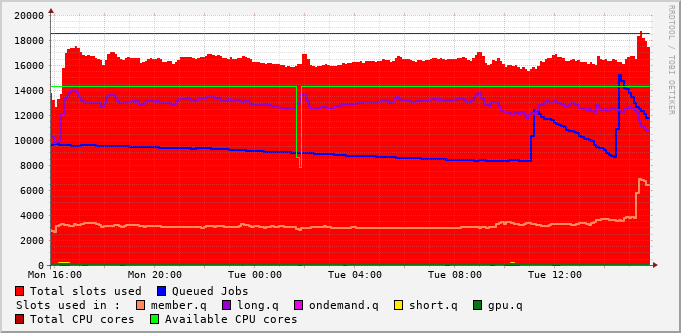 20000
18000
16000
14000
12000
10000
8000
6000
4000
2000
0
Mon 16:00 Mon 20:00 Tue 00:00 Tue 04:00 Tue 08:00 Tue 12:00
Total slots used Queued Jobs
Slots used in : member.q long.q ondemand.q short.q gpu.q
Total CPU cores Available CPU cores
RRDTOOL / TOBI OETIKER